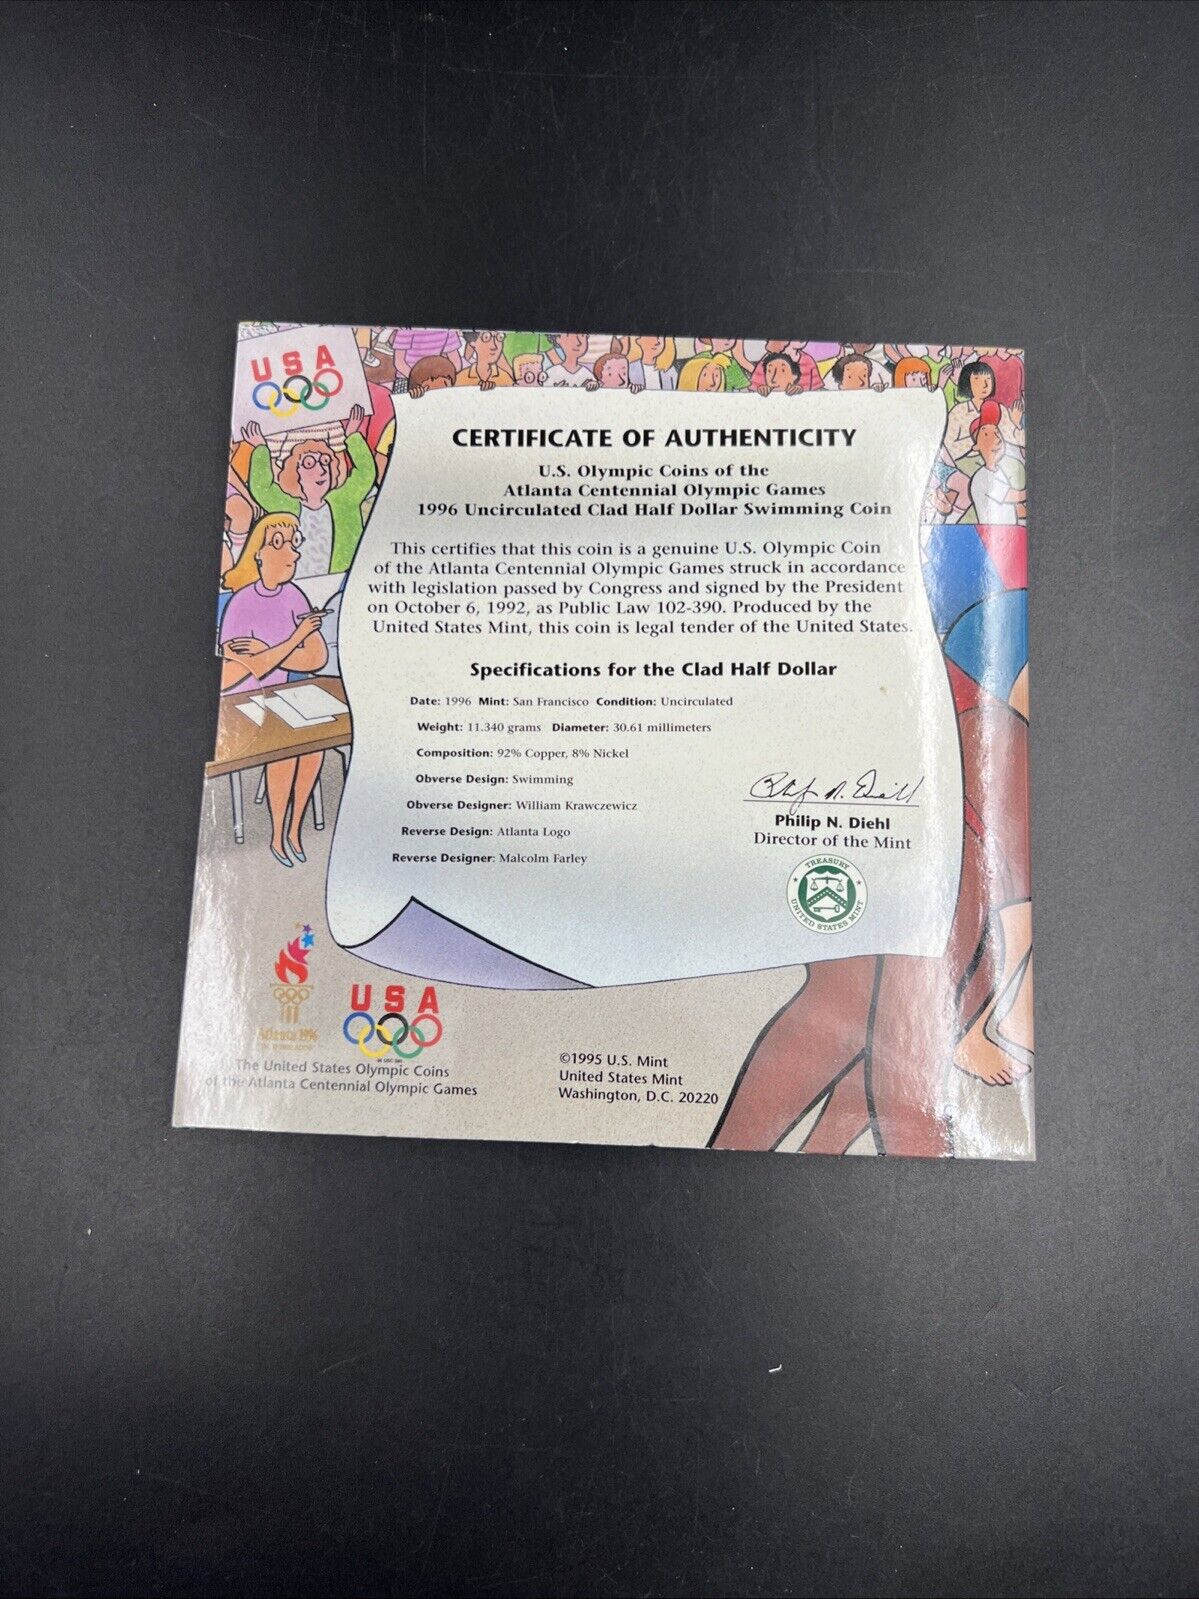 USA
CERTIFICATE OF AUTHENTICITY
U.S. Olympic Coins of the
Atlanta Centennial Olympic Games
1996 Uncirculated Clad Half Dollar Swimming Coin
This certifies that this coin is a genuine U.S. Olympic Coin
of the Atlanta Centennial Olympic Games struck in accordance
with legislation passed by Congress and signed by the President
on October 6, 1992, as Public Law 102-390. Produced by the
United States Mint, this coin is legal tender of the United States.
Specifications for the Clad Half Dollar
Date: 1996 Mint: San Francisco Condition: Uncirculated
Weight: 11.340 grams Diameter: 30.61 millimeters
Composition: 92% Copper, 8% Nickel
Obverse Design: Swimming
Obverse Designer: William Krawczewicz
Reverse Design: Atlanta Logo
Reverse Designer: Malcolm Farley
Philip N. Diehl
Philip N. Diehl
Director of the Mint
TREASURY
UNITED STATES MINT
Atlanta 1996
USA
The United States Olympic Coins
of the Atlanta Centennial Olympic Games
©1995 U.S. Mint
United States Mint
Washington, D.C. 20220